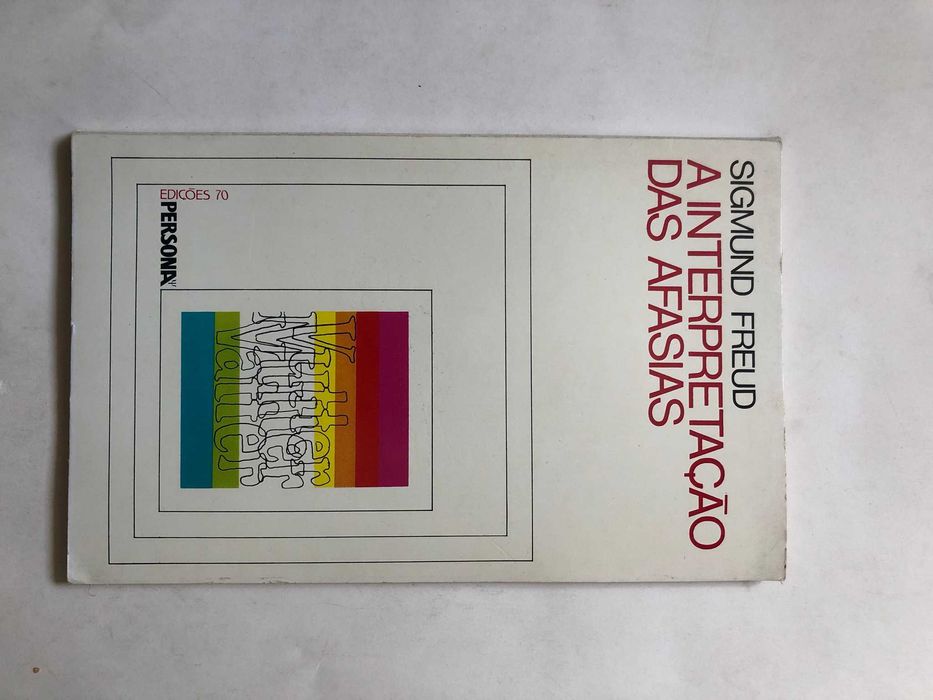 SIGMUND FREUD
A INTERPRETAÇÃO
DAS AFASIAS
EDIÇÕES 70
PERSONA